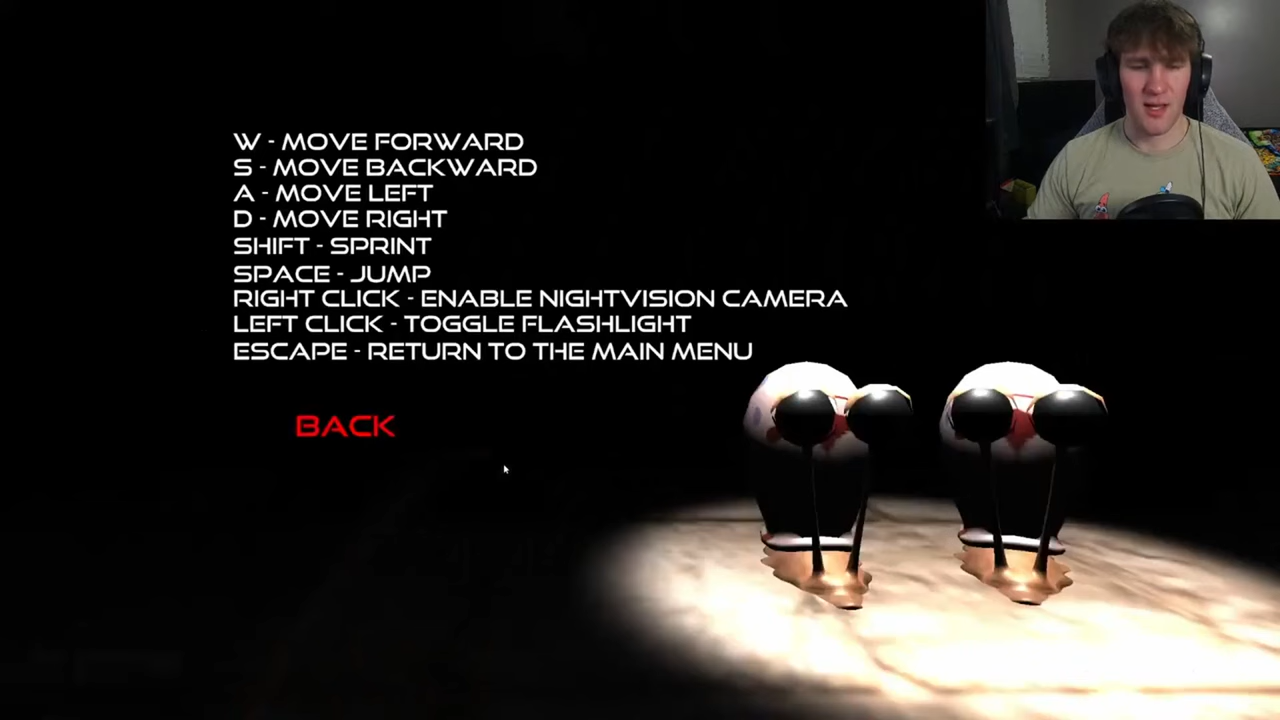 W - MOVE FORWARD
S - MOVE BACKWARD
A - MOVE LEFT
D - MOVE RIGHT
SHIFT - SPRINT
SPACE - JUMP
RIGHT CLICK - ENABLE NIGHTVISION CAMERA
LEFT CLICK - TOGGLE FLASHLIGHT
ESCAPE - RETURN TO THE MAIN MENU
BACK